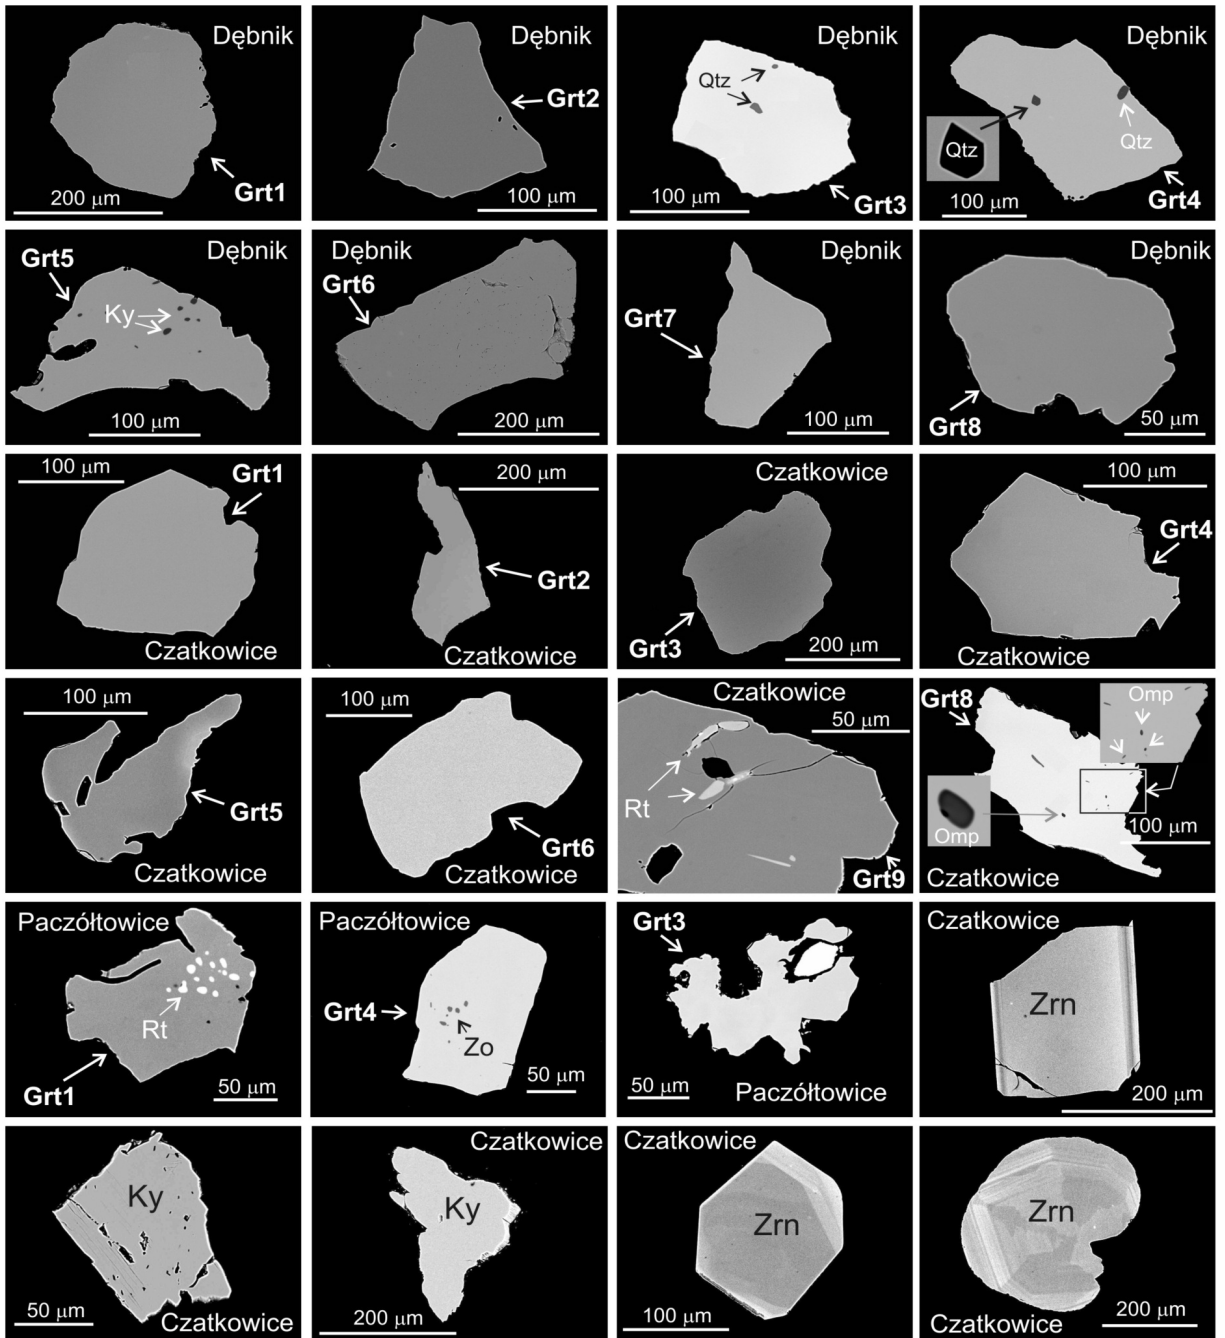 Dębnik
Grt1
200 μm
Dębnik
Grt2
100 μm
Dębnik
Qtz
Grt3
100 μm
Dębnik
Qtz
Qtz
Grt4
100 μm
Grt5
Dębnik
Ky
100 μm
Dębnik
Grt6
200 μm
Dębnik
Grt7
100 μm
Dębnik
Grt8
50 μm
100 μm
Grt1
Czatkowice
200 μm
Grt2
Czatkowice
Czatkowice
Grt3
200 μm
100 μm
Grt4
Czatkowice
100 μm
Grt5
Czatkowice
100 μm
Grt6
Czatkowice
Czatkowice
50 μm
Rt
Grt9
Grt8
Omp
Omp
100 μm
Czatkowice
Paczółtowice
Rt
Grt1
50 μm
Paczółtowice
Grt4
Zo
50 μm
Grt3
50 μm
Paczółtowice
Czatkowice
Zrn
200 μm
Ky
50 μm
Czatkowice
Czatkowice
Ky
200 μm
Czatkowice
Zrn
100 μm
Zrn
200 μm
Czatkowice